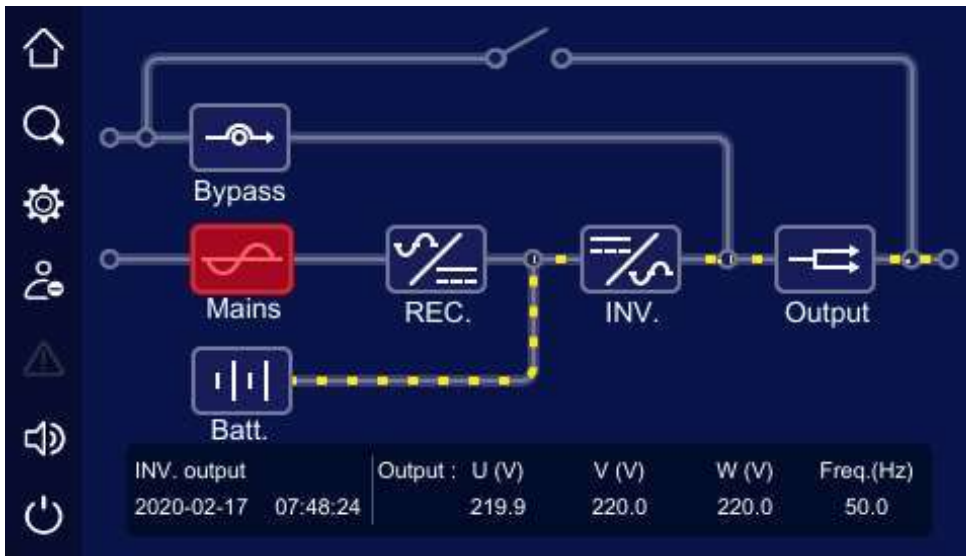 Bypass
Mains
REC.
INV.
Output
Batt.
INV. output
Output : U (V) V (V) W (V) Freq.(Hz)
2020-02-17 07:48:24 219.9 220.0 220.0 50.0